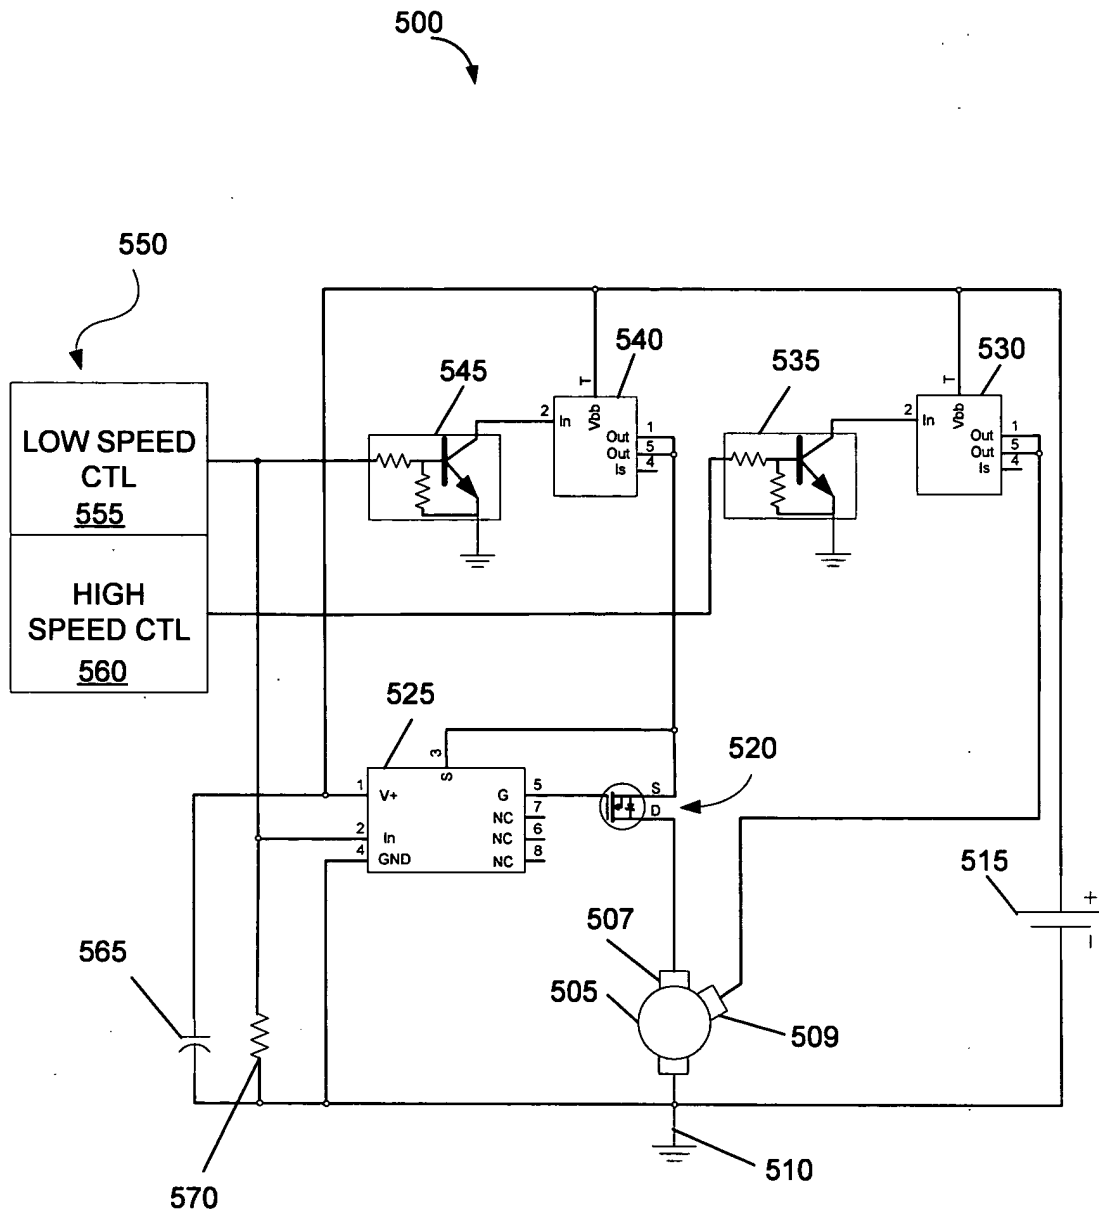 500
550
540
530
545
535
T
T
2
In
Vbb
Out
1
Out
5
Is
4
2
In
Vbb
Out
1
Out
5
Is
4
LOW SPEED
CTL
555
HIGH
SPEED CTL
560
525
3
S
520
1
V+
G
5
S
NC
7
D
2
In
NC
6
4
GND
NC
8
515
+
−
507
565
505
509
570
510